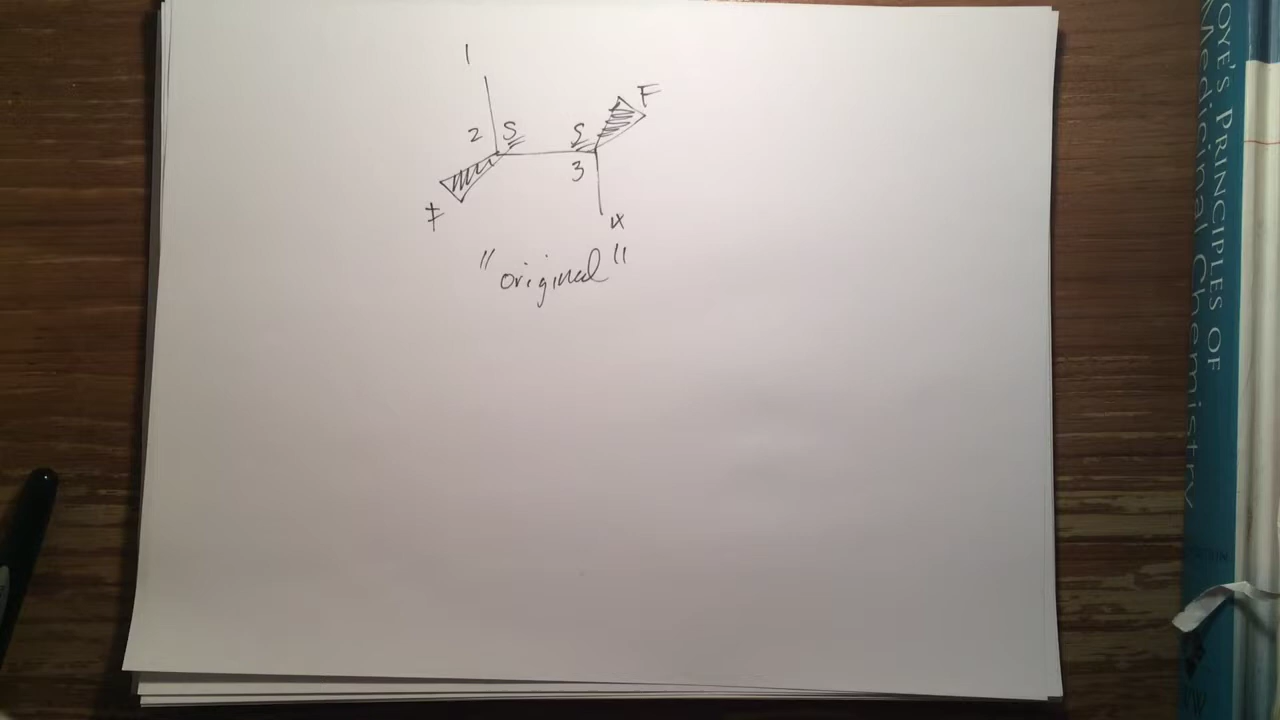 1
F
2 S S
3
F
4
"original"
OYE'S PRINCIPLES OF
Medicinal Chemistry